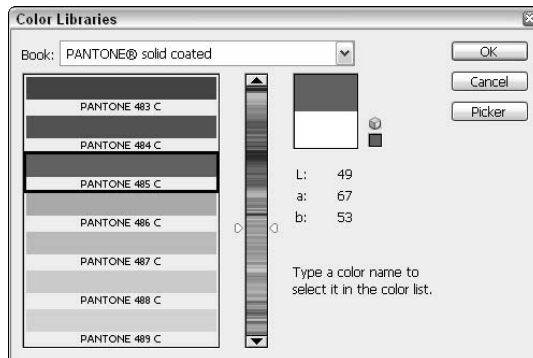 Color Libraries
Book: PANTONE® solid coated
OK
Cancel
Picker
PANTONE 483 C
PANTONE 484 C
PANTONE 485 C
PANTONE 486 C
PANTONE 487 C
PANTONE 488 C
PANTONE 489 C
L: 49
a: 67
b: 53
Type a color name to
select it in the color list.